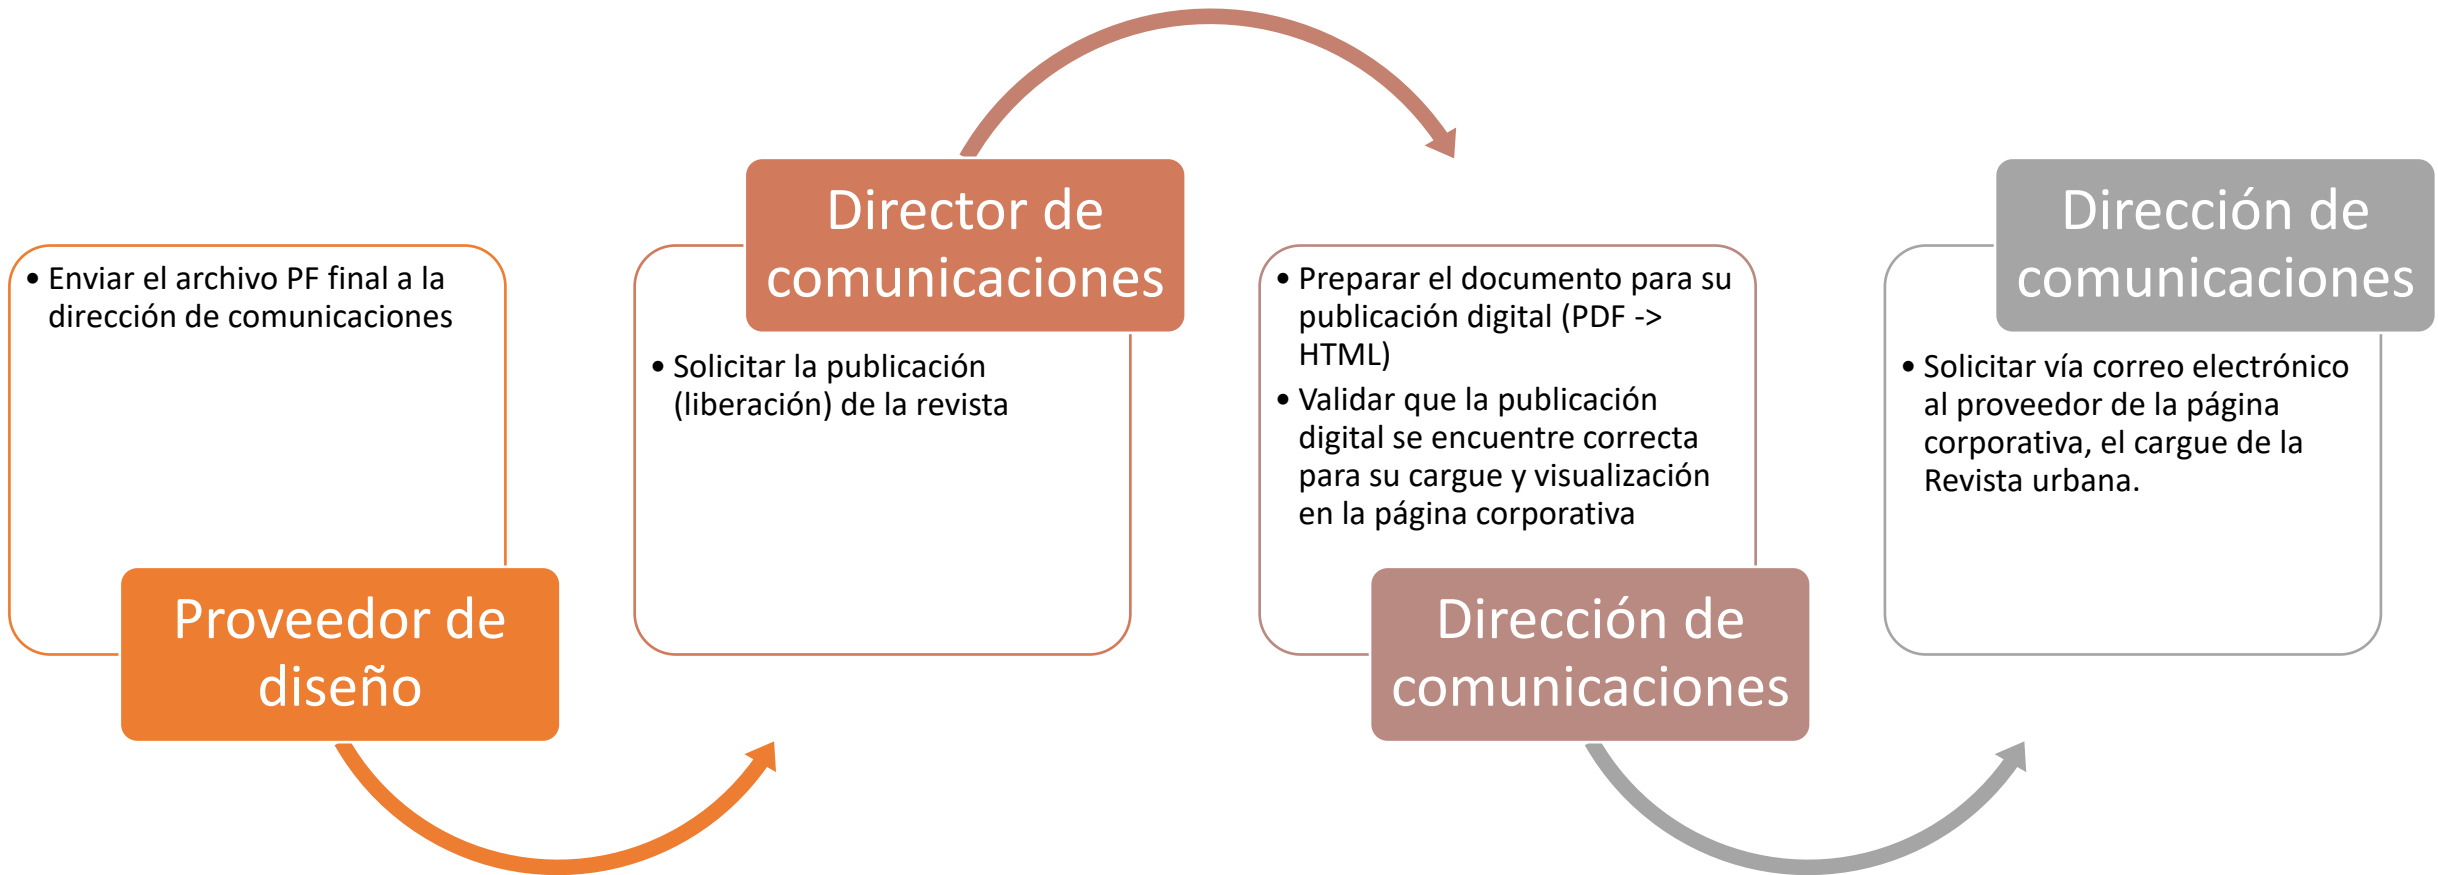 • Enviar el archivo PF final a la
dirección de comunicaciones
Proveedor de
diseño
Director de
comunicaciones
• Solicitar la publicación
(liberación) de la revista
• Preparar el documento para su
publicación digital (PDF ->
HTML)
• Validar que la publicación
digital se encuentre correcta
para su cargue y visualización
en la página corporativa
Dirección de
comunicaciones
Dirección de
comunicaciones
• Solicitar vía correo electrónico
al proveedor de la página
corporativa, el cargue de la
Revista urbana.